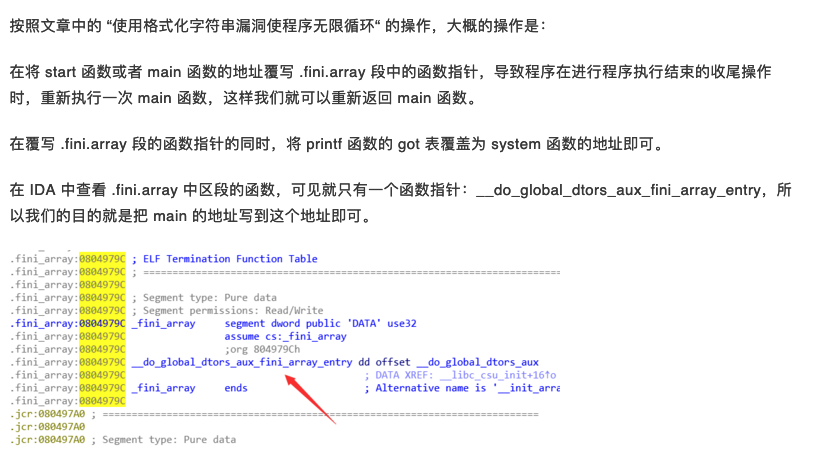 按照文章中的 “使用格式化字符串漏洞使程序无限循环“ 的操作，大概的操作是：
在将 start 函数或者 main 函数的地址覆写 .fini.array 段中的函数指针，导致程序在进行程序执行结束的收尾操作
时，重新执行一次 main 函数，这样我们就可以重新返回 main 函数。
在覆写 .fini.array 段的函数指针的同时，将 printf 函数的 got 表覆盖为 system 函数的地址即可。
在 IDA 中查看 .fini.array 中区段的函数，可见就只有一个函数指针：__do_global_dtors_aux_fini_array_entry，所
以我们的目的就是把 main 的地址写到这个地址即可。
.fini_array:0804979C ; ELF Termination Function Table
.fini_array:0804979C ; ===============================================================
.fini_array:0804979C
.fini_array:0804979C ; Segment type: Pure data
.fini_array:0804979C ; Segment permissions: Read/Write
.fini_array:0804979C _fini_array segment dword public 'DATA' use32
.fini_array:0804979C assume cs:_fini_array
.fini_array:0804979C ;org 804979Ch
.fini_array:0804979C __do_global_dtors_aux_fini_array_entry dd offset __do_global_dtors_aux
.fini_array:0804979C ; DATA XREF: __libc_csu_init+16↑o
.fini_array:0804979C _fini_array ends ; Alternative name is '__init_arra
.fini_array:0804979C
.jcr:080497A0 ; ===============================================================
.jcr:080497A0
.jcr:080497A0 ; Segment type: Pure data